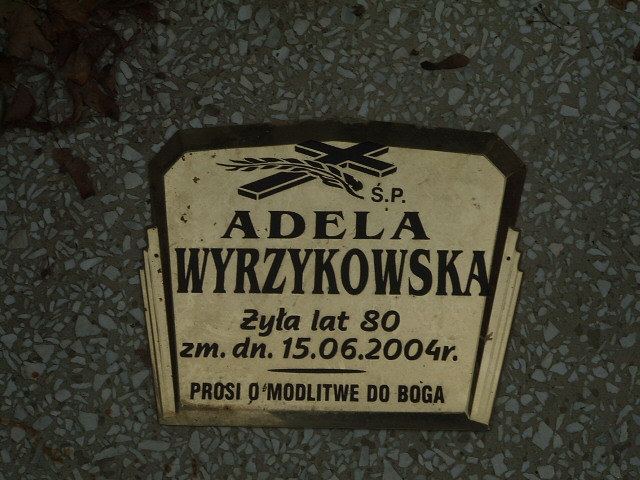 Ś.P.
ADELA
WYRZYKOWSKA
Żyła lat 80
zm. dn. 15.06.2004r.
PROSI O MODLITWE DO BOGA